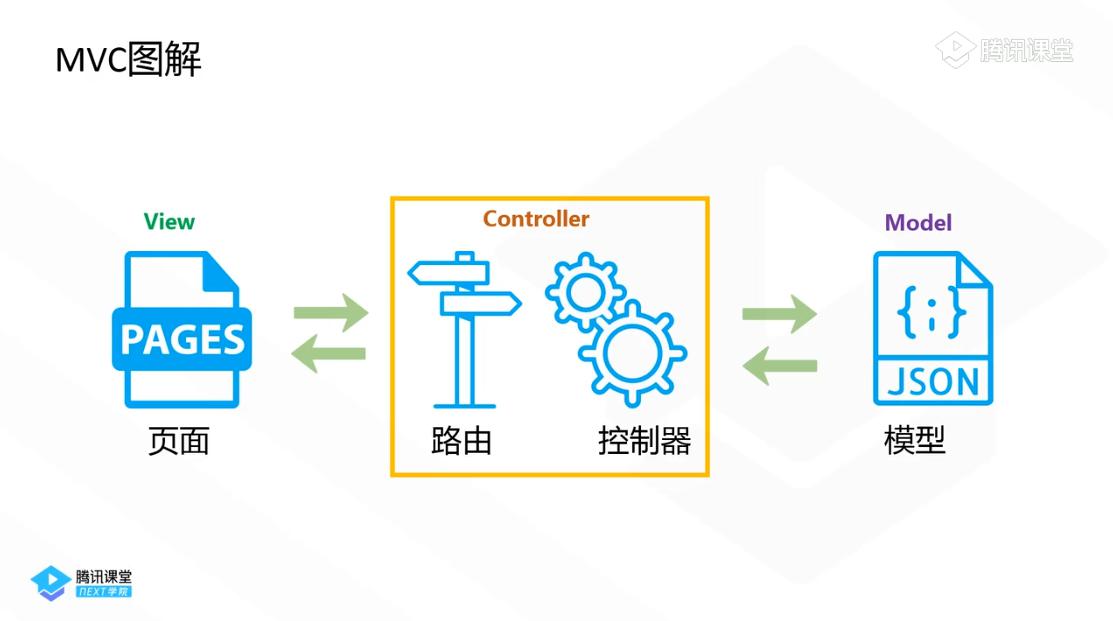 MVC图解
腾讯课堂
View
Controller
Model
PAGES
{;}
JSON
页面
路由
控制器
模型
腾讯课堂
NEXT学院